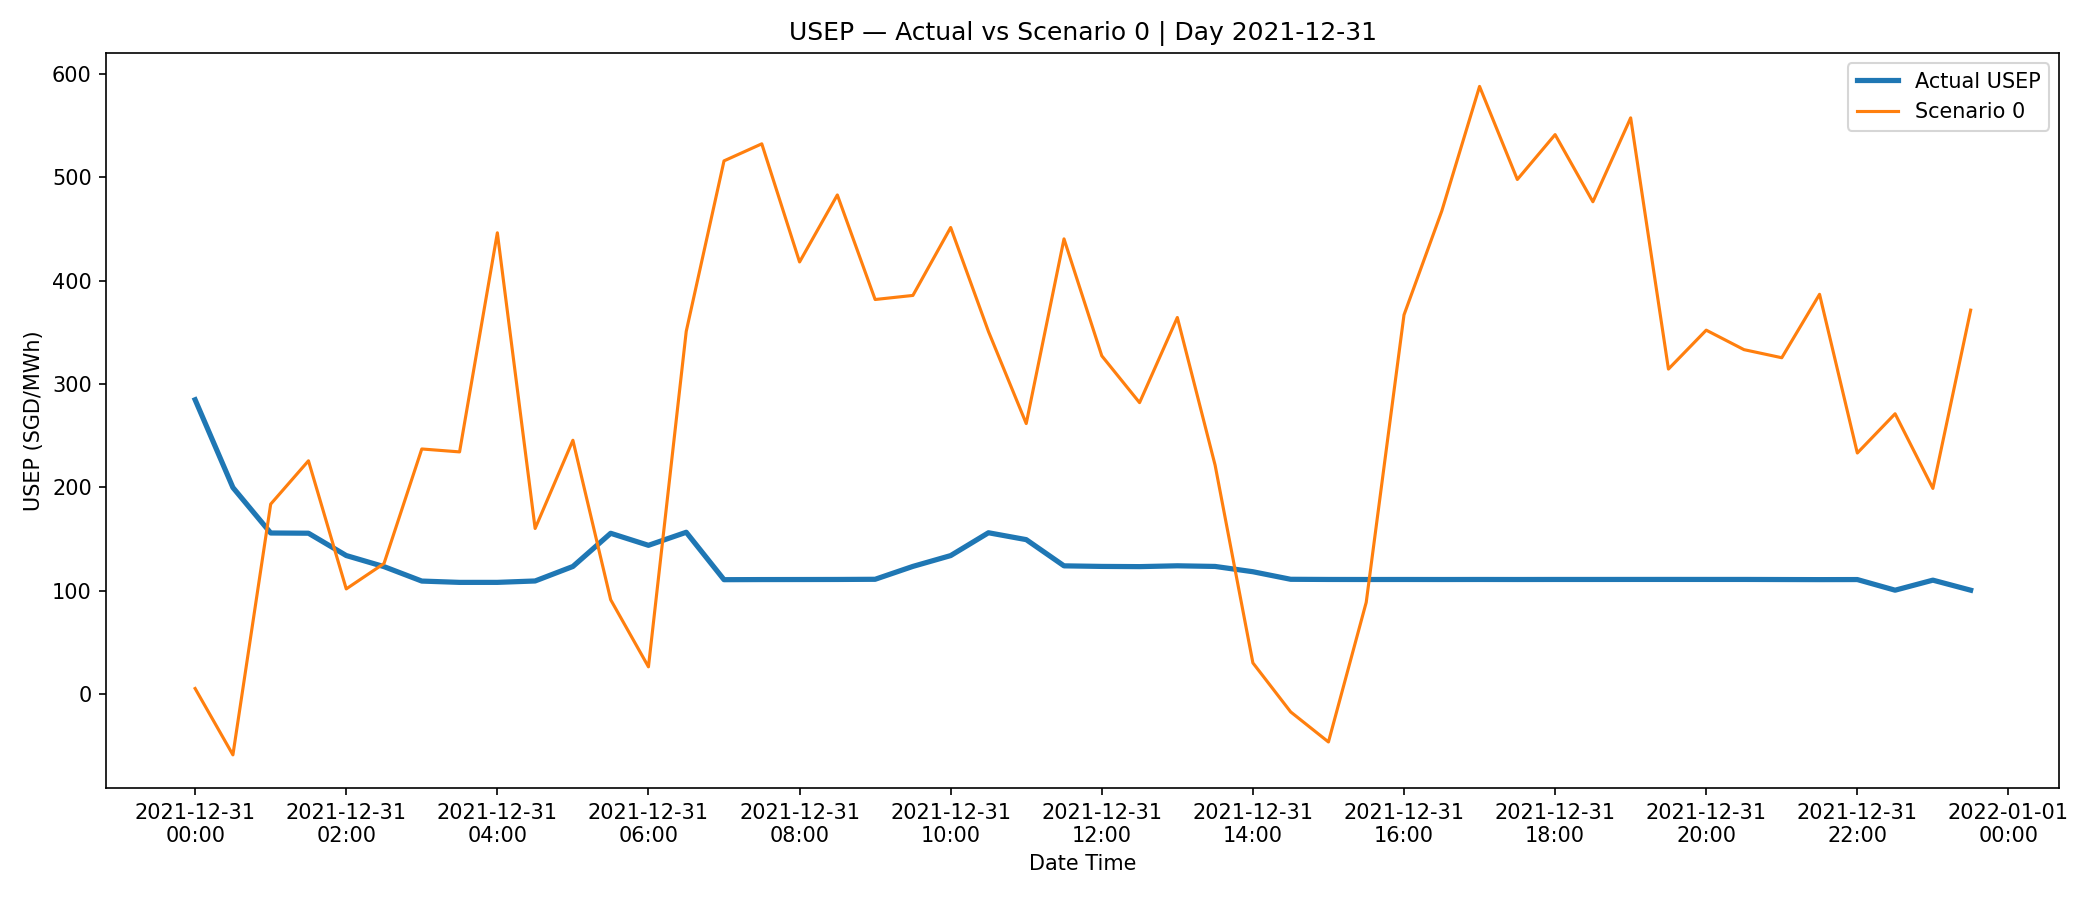 USEP — Actual vs Scenario 0 | Day 2021-12-31
Actual USEP
Scenario 0
USEP (SGD/MWh)
600
500
400
300
200
100
0
2021-12-31 2021-12-31 2021-12-31 2021-12-31 2021-12-31 2021-12-31 2021-12-31 2021-12-31 2021-12-31 2021-12-31 2021-12-31 2021-12-31 2022-01-01
00:00 02:00 04:00 06:00 08:00 10:00 12:00 14:00 16:00 18:00 20:00 22:00 00:00
Date Time